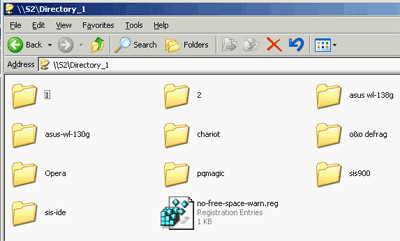 \\S2\Directory_1
File Edit View Favorites Tools Help
Back Search Folders
Address \\S2\Directory_1
1 2 asus wl-138g
asus-wl-130g chariot o&o defrag
Opera pqmagic sis900
sis-ide no-free-space-warn.reg
Registration Entries
1 KB